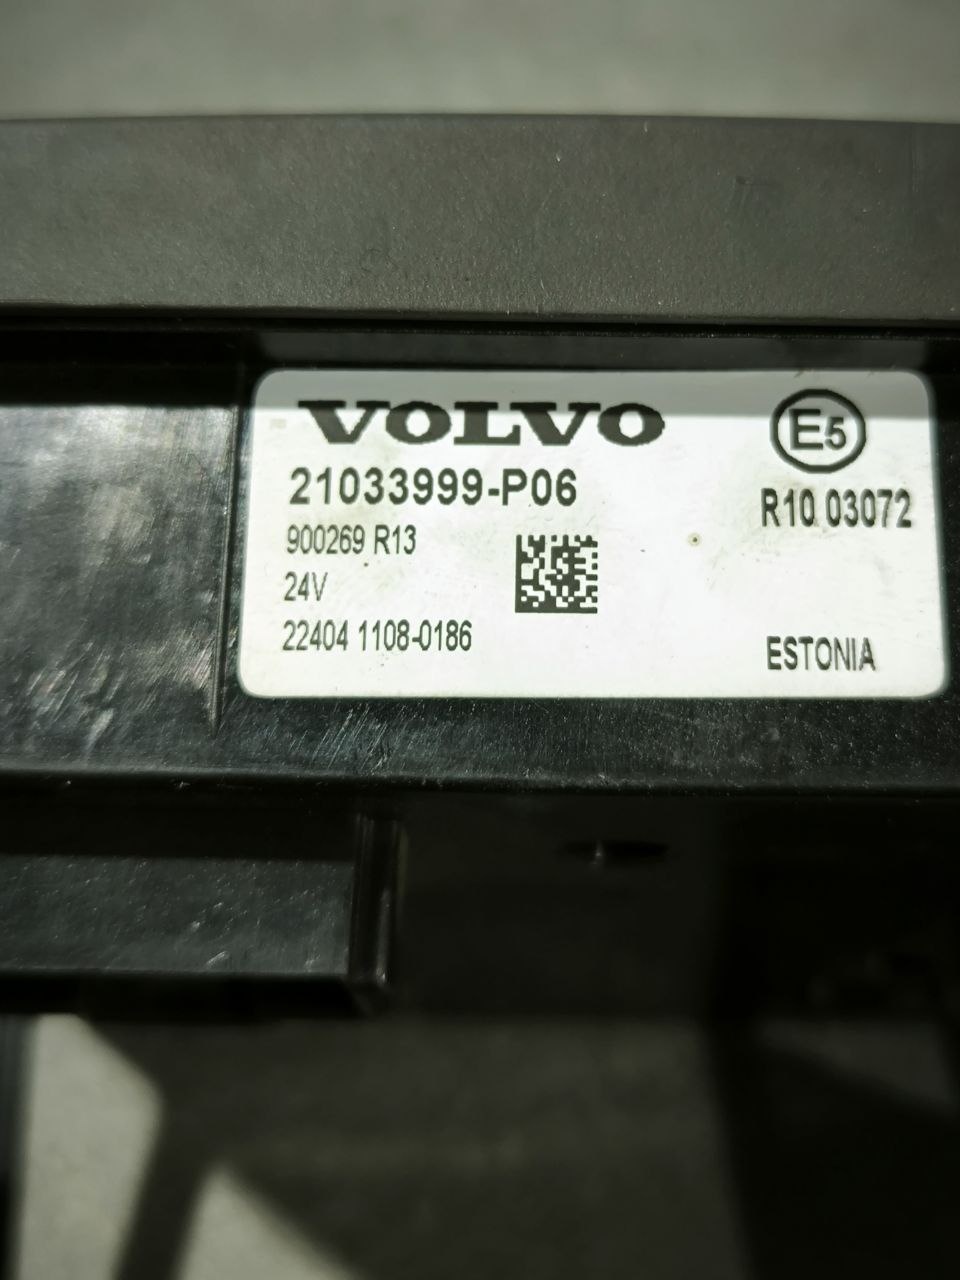 VOLVO
E5
21033999-P06
R10 03072
900269 R13
24V
22404 1108-0186
ESTONIA